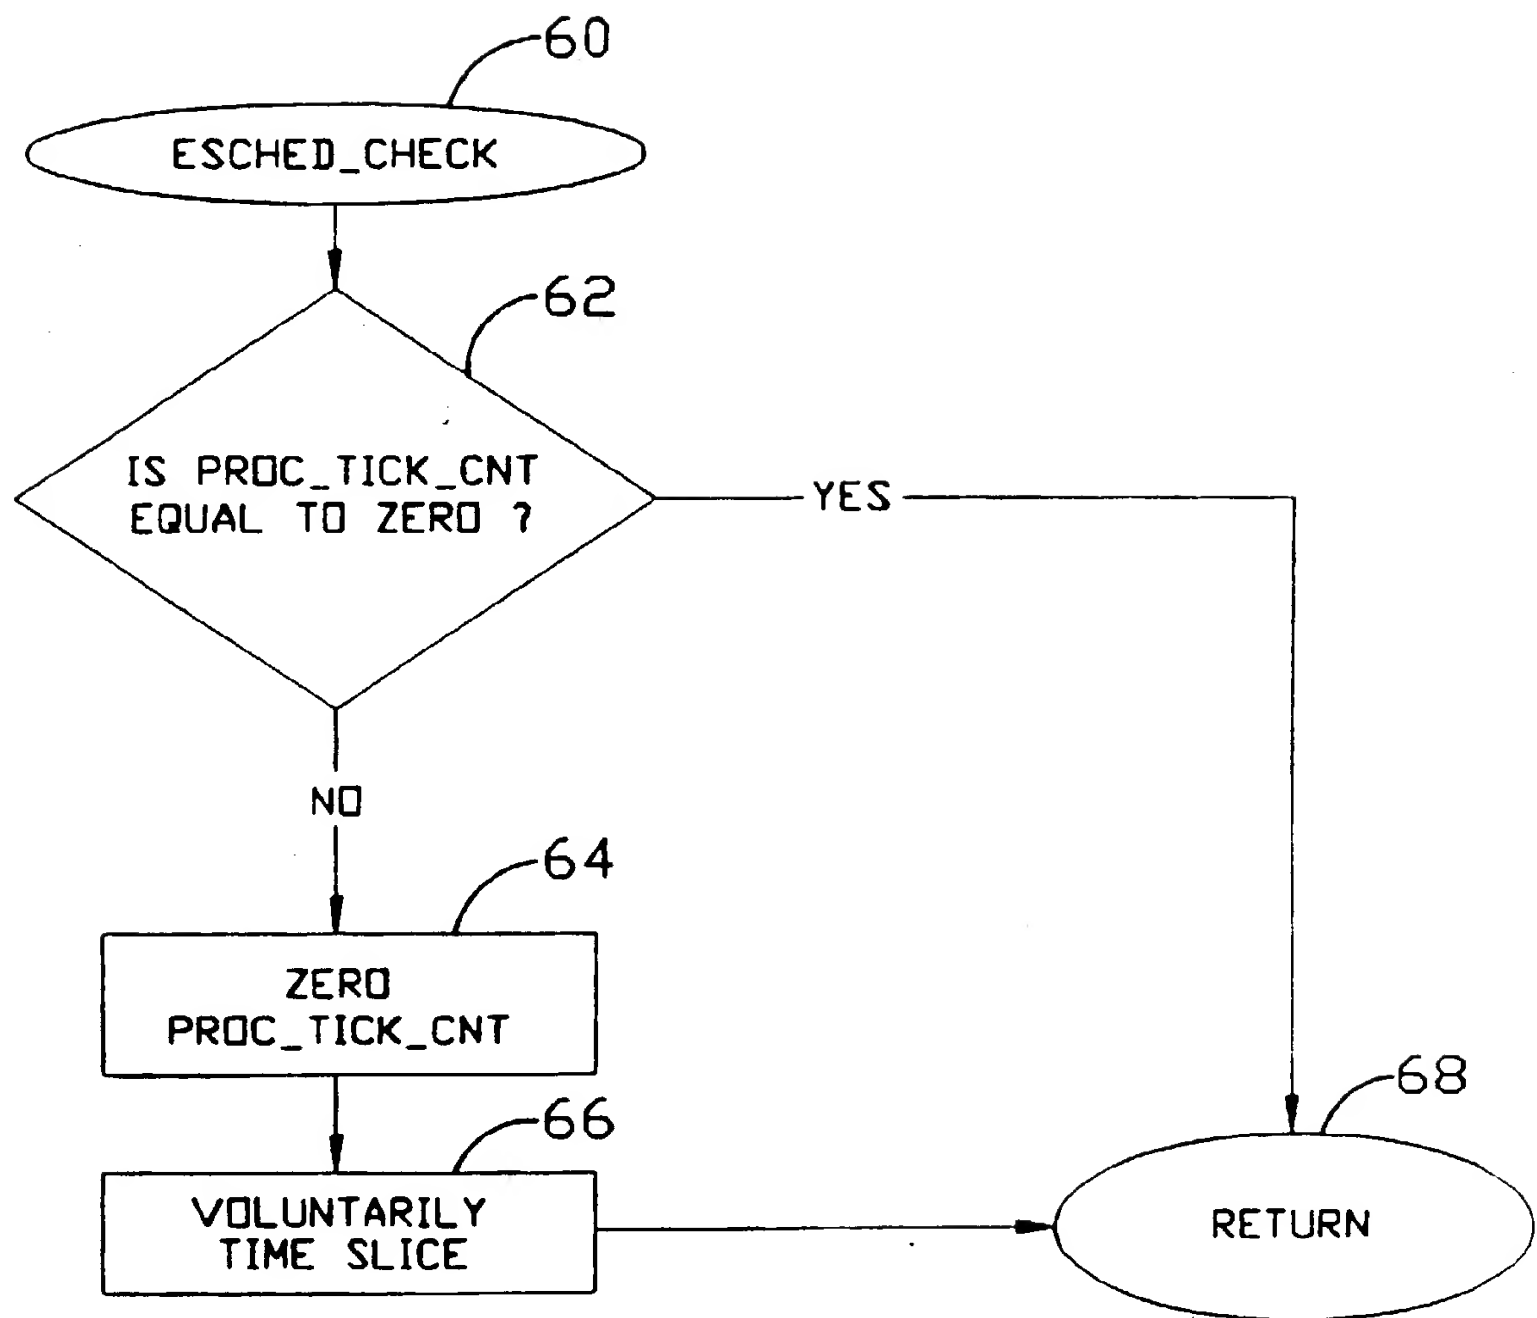 60
ESCHED_CHECK
62
IS PROC_TICK_CNT
EQUAL TO ZERO ?
YES
NO
64
ZERO
PROC_TICK_CNT
66
VOLUNTARILY
TIME SLICE
68
RETURN